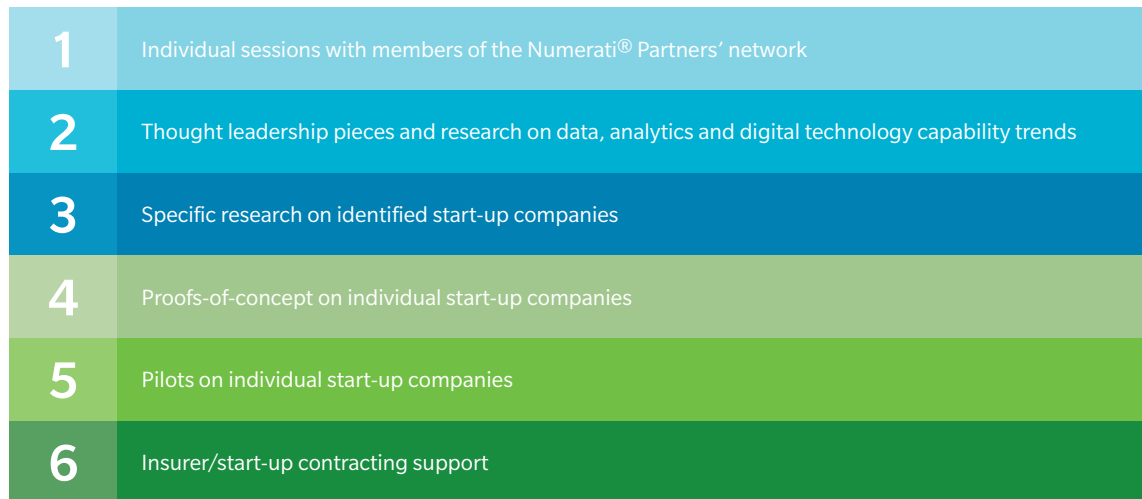 1
Individual sessions with members of the Numerati® Partners’ network
2
Thought leadership pieces and research on data, analytics and digital technology capability trends
3
Specific research on identified start-up companies
4
Proofs-of-concept on individual start-up companies
5
Pilots on individual start-up companies
6
Insurer/start-up contracting support